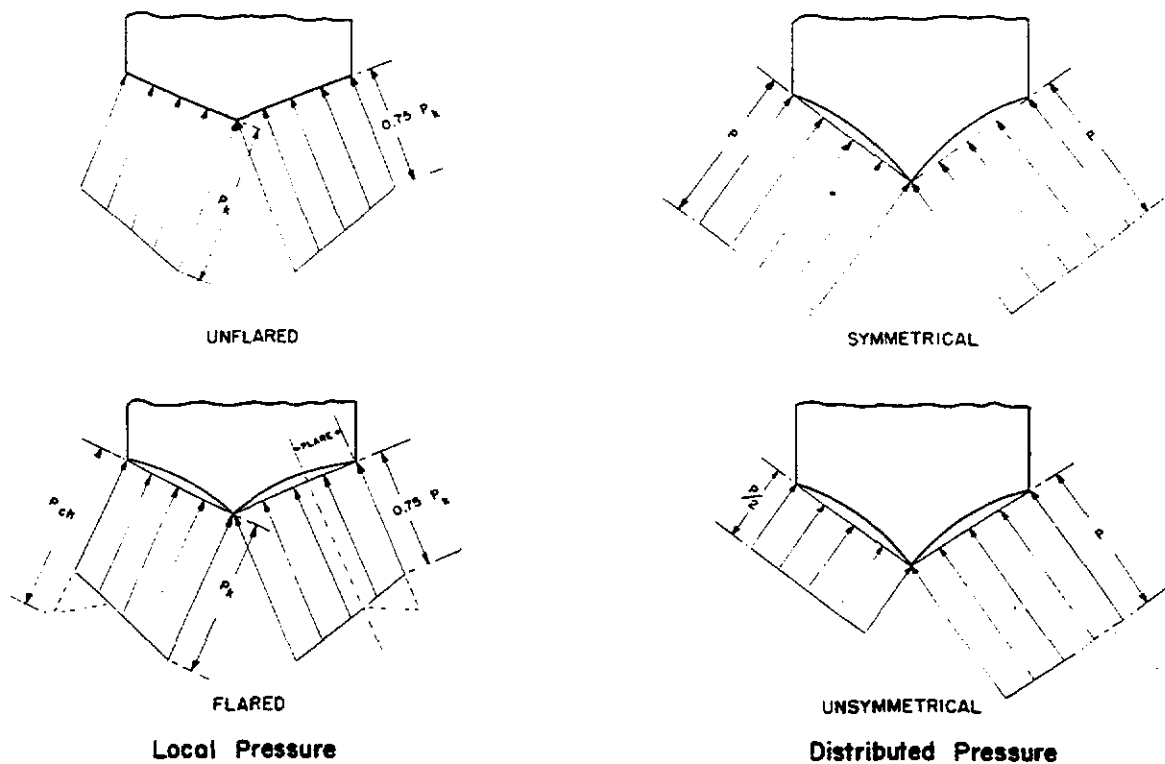 0.75 Pk
Pk
UNFLARED
P
P
SYMMETRICAL
FLARE
Pch
0.75 Pk
Pk
FLARED
Local Pressure
P/2
P
UNSYMMETRICAL
Distributed Pressure